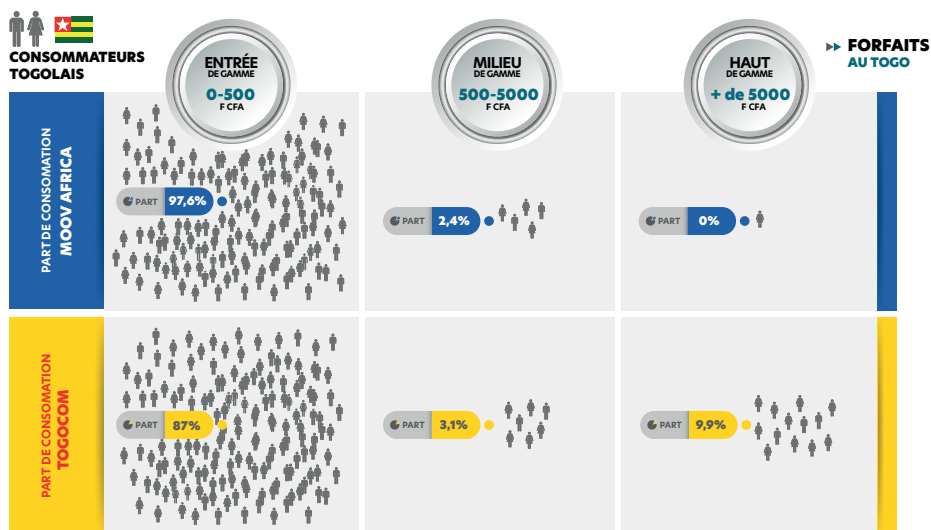 CONSOMMATEURS
TOGOLAIS
ENTRÉE
DE GAMME
0-500
F CFA
MILIEU
DE GAMME
500-5000
F CFA
HAUT
DE GAMME
+ de 5000
F CFA
FORFAITS
AU TOGO
PART DE CONSOMATION
MOOV AFRICA
PART 97,6%
PART 2,4%
PART 0%
PART DE CONSOMATION
TOGOCOM
PART 87%
PART 3,1%
PART 9,9%